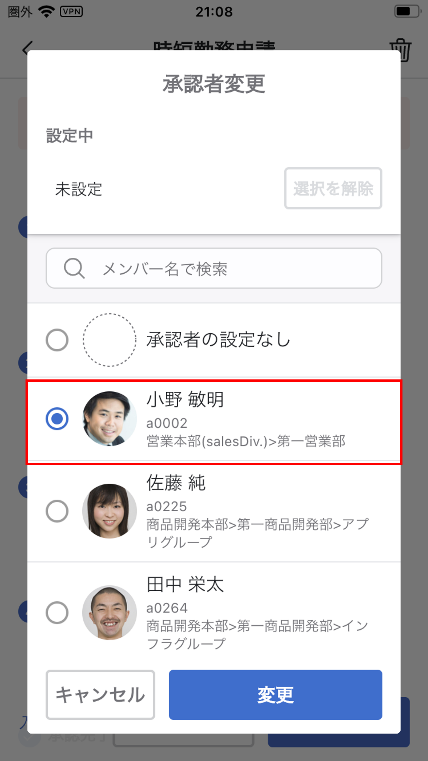 圏外 VPN 21:08
時短勤務申請
承認者変更
設定中
未設定
選択を解除
メンバー名で検索
承認者の設定なし
小野 敏明
a0002
営業本部(salesDiv.)>第一営業部
佐藤 純
a0225
商品開発本部>第一商品開発部>アプ
リグループ
田中 栄太
a0264
商品開発本部>第一商品開発部>イン
フラグループ
キャンセル
変更
承認完了